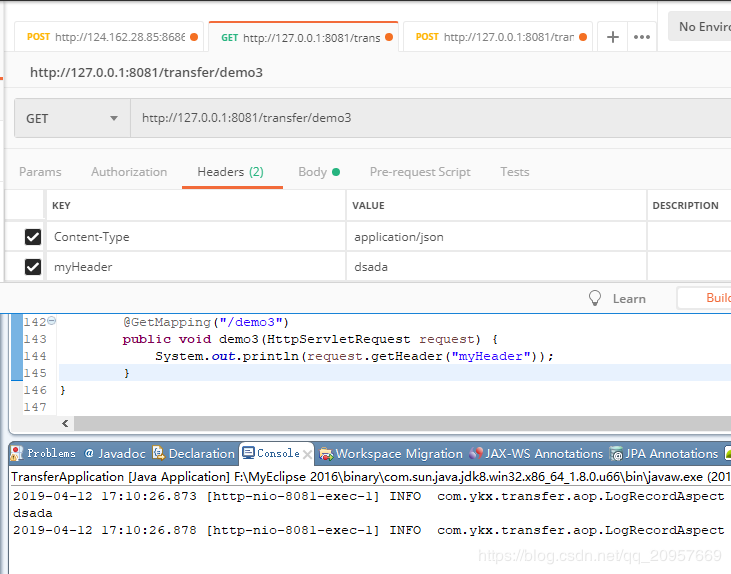 POST http://124.162.28.85:8686 GET http://127.0.0.1:8081/trans POST http://127.0.0.1:8081/trar + ••• No Enviro
http://127.0.0.1:8081/transfer/demo3
GET http://127.0.0.1:8081/transfer/demo3
Params Authorization Headers (2) Body Pre-request Script Tests
KEY VALUE DESCRIPTION
Content-Type application/json
myHeader dsada
Learn Build
142 @GetMapping("/demo3")
143 public void demo3(HttpServletRequest request) {
144 System.out.println(request.getHeader("myHeader"));
145 }
146 }
147
Problems @ Javadoc Declaration Console Workspace Migration JAX-WS Annotations JPA Annotations
TransferApplication [Java Application] F:\MyEclipse 2016\binary\com.sun.java.jdk8.win32.x86_64_1.8.0.u66\bin\javaw.exe (201
2019-04-12 17:10:26.873 [http-nio-8081-exec-1] INFO com.ykx.transfer.aop.LogRecordAspect
dsada
2019-04-12 17:10:26.878 [http-nio-8081-exec-1] INFO com.ykx.transfer.aop.LogRecordAspect
https://blog.csdn.net/qq_20957669